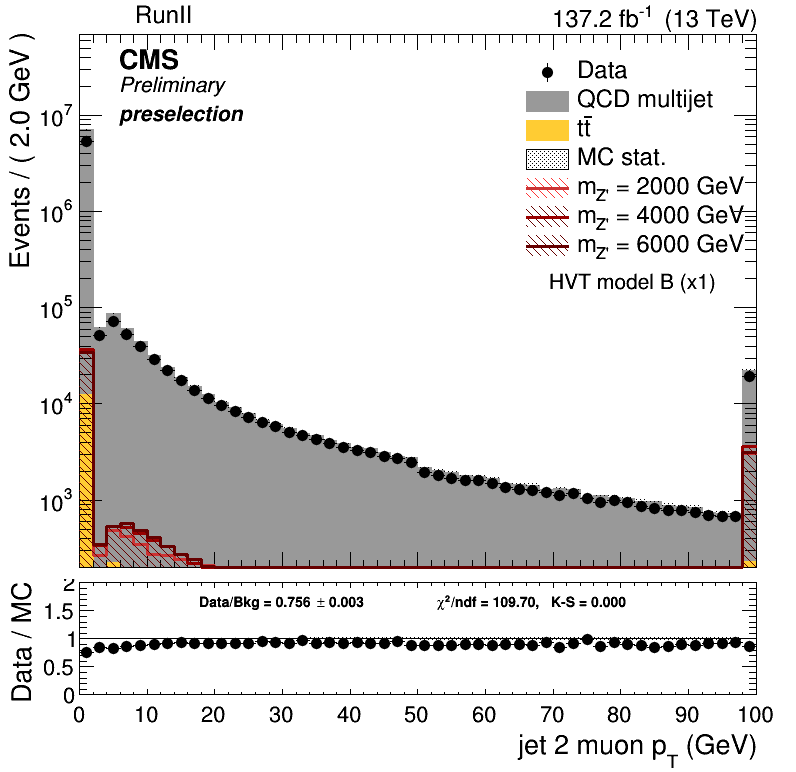 RunII
137.2 fb⁻¹ (13 TeV)
CMS
Preliminary
preselection
Data
QCD multijet
tt̄
MC stat.
m_Z' = 2000 GeV
m_Z' = 4000 GeV
m_Z' = 6000 GeV
HVT model B (x1)
Events / ( 2.0 GeV )
10⁷
10⁶
10⁵
10⁴
10³
Data / MC
2
1.5
1
0.5
0
Data/Bkg = 0.756 ± 0.003
χ²/ndf = 109.70, K-S = 0.000
0 10 20 30 40 50 60 70 80 90 100
jet 2 muon p_T (GeV)